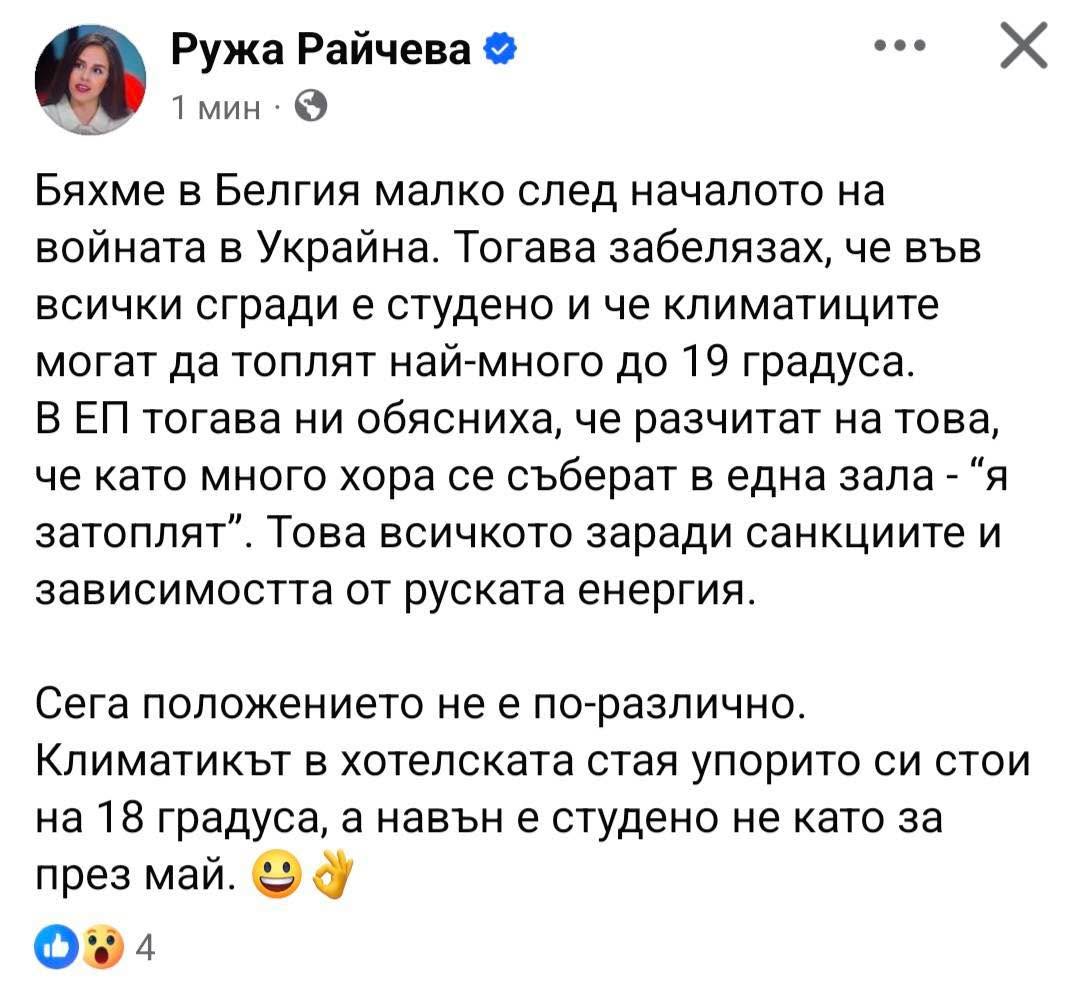 Ружа Райчева
1 мин ·
Бяхме в Белгия малко след началото на
войната в Украйна. Тогава забелязах, че във
всички сгради е студено и че климатиците
могат да топлят най-много до 19 градуса.
В ЕП тогава ни обясниха, че разчитат на това,
че като много хора се съберат в една зала - “я
затоплят”. Това всичкото заради санкциите и
зависимостта от руската енергия.
Сега положението не е по-различно.
Климатикът в хотелската стая упорито си стои
на 18 градуса, а навън е студено не като за
през май. 😀👌
4